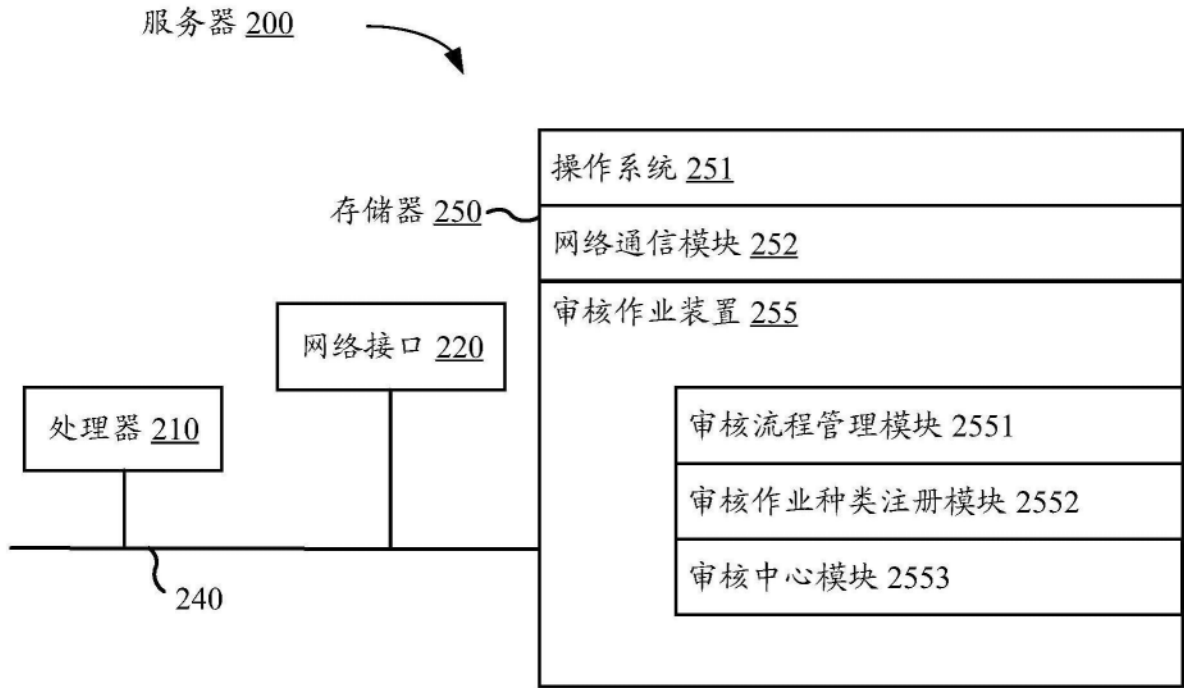 服务器 200
操作系统 251
存储器 250
网络通信模块 252
审核作业装置 255
网络接口 220
处理器 210
审核流程管理模块 2551
审核作业种类注册模块 2552
审核中心模块 2553
240